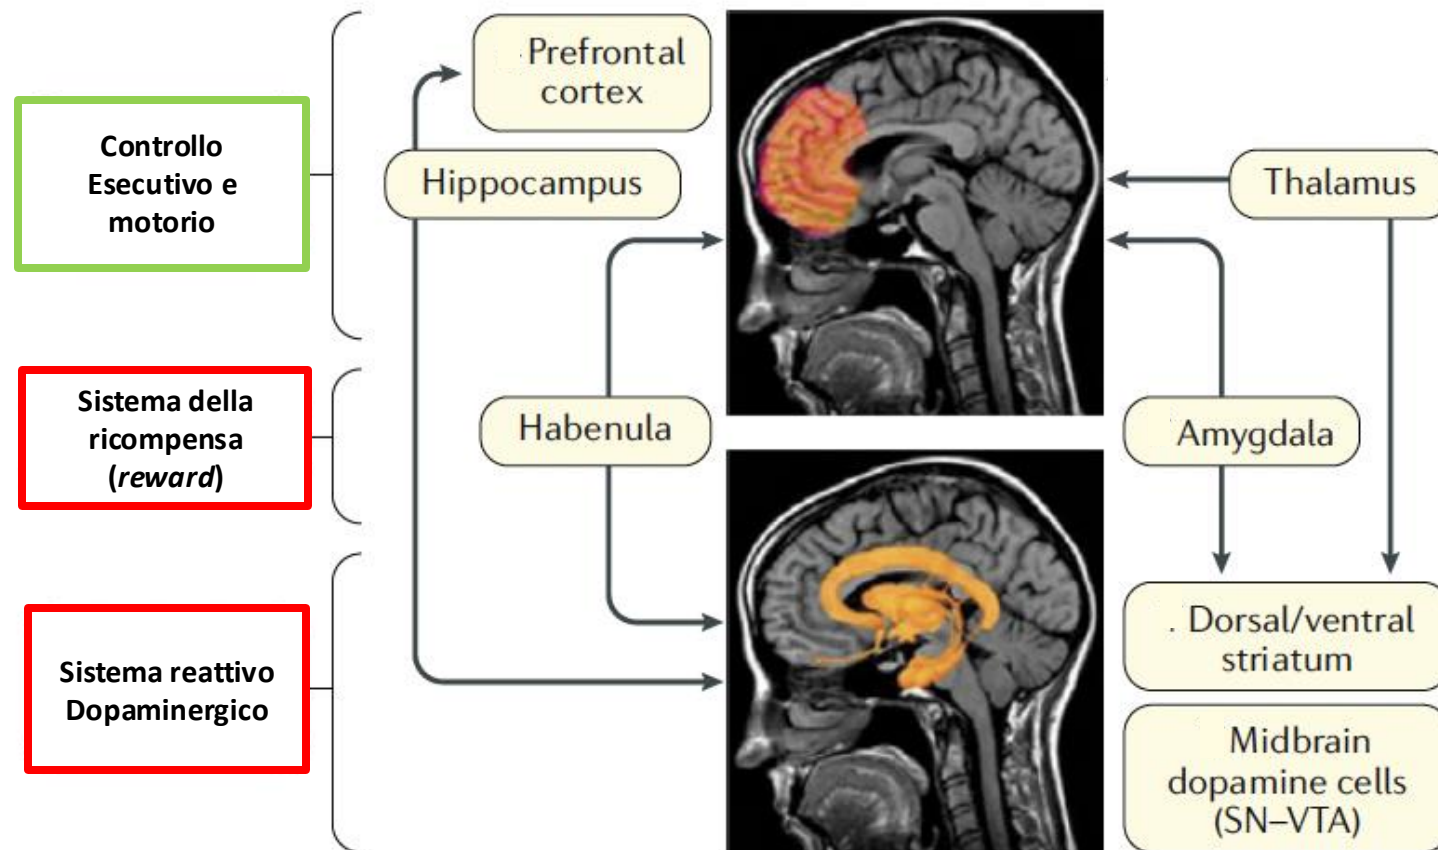 Controllo
Esecutivo e
motorio
Sistema della
ricompensa
(reward)
Sistema reattivo
Dopaminergico
. Prefrontal
cortex
Hippocampus
Habenula
Thalamus
Amygdala
. Dorsal/ventral
striatum
Midbrain
dopamine cells
(SN–VTA)